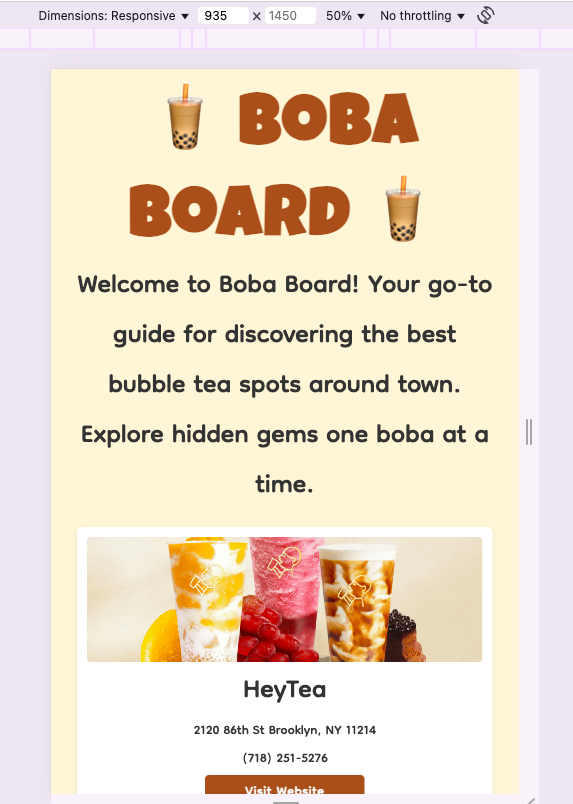 Dimensions: Responsive ▼ 935 x 1450 50% ▼ No throttling ▼
BOBA
BOARD
Welcome to Boba Board! Your go-to
guide for discovering the best
bubble tea spots around town.
Explore hidden gems one boba at a
time.
HeyTea
2120 86th St Brooklyn, NY 11214
(718) 251-5276
Visit Website